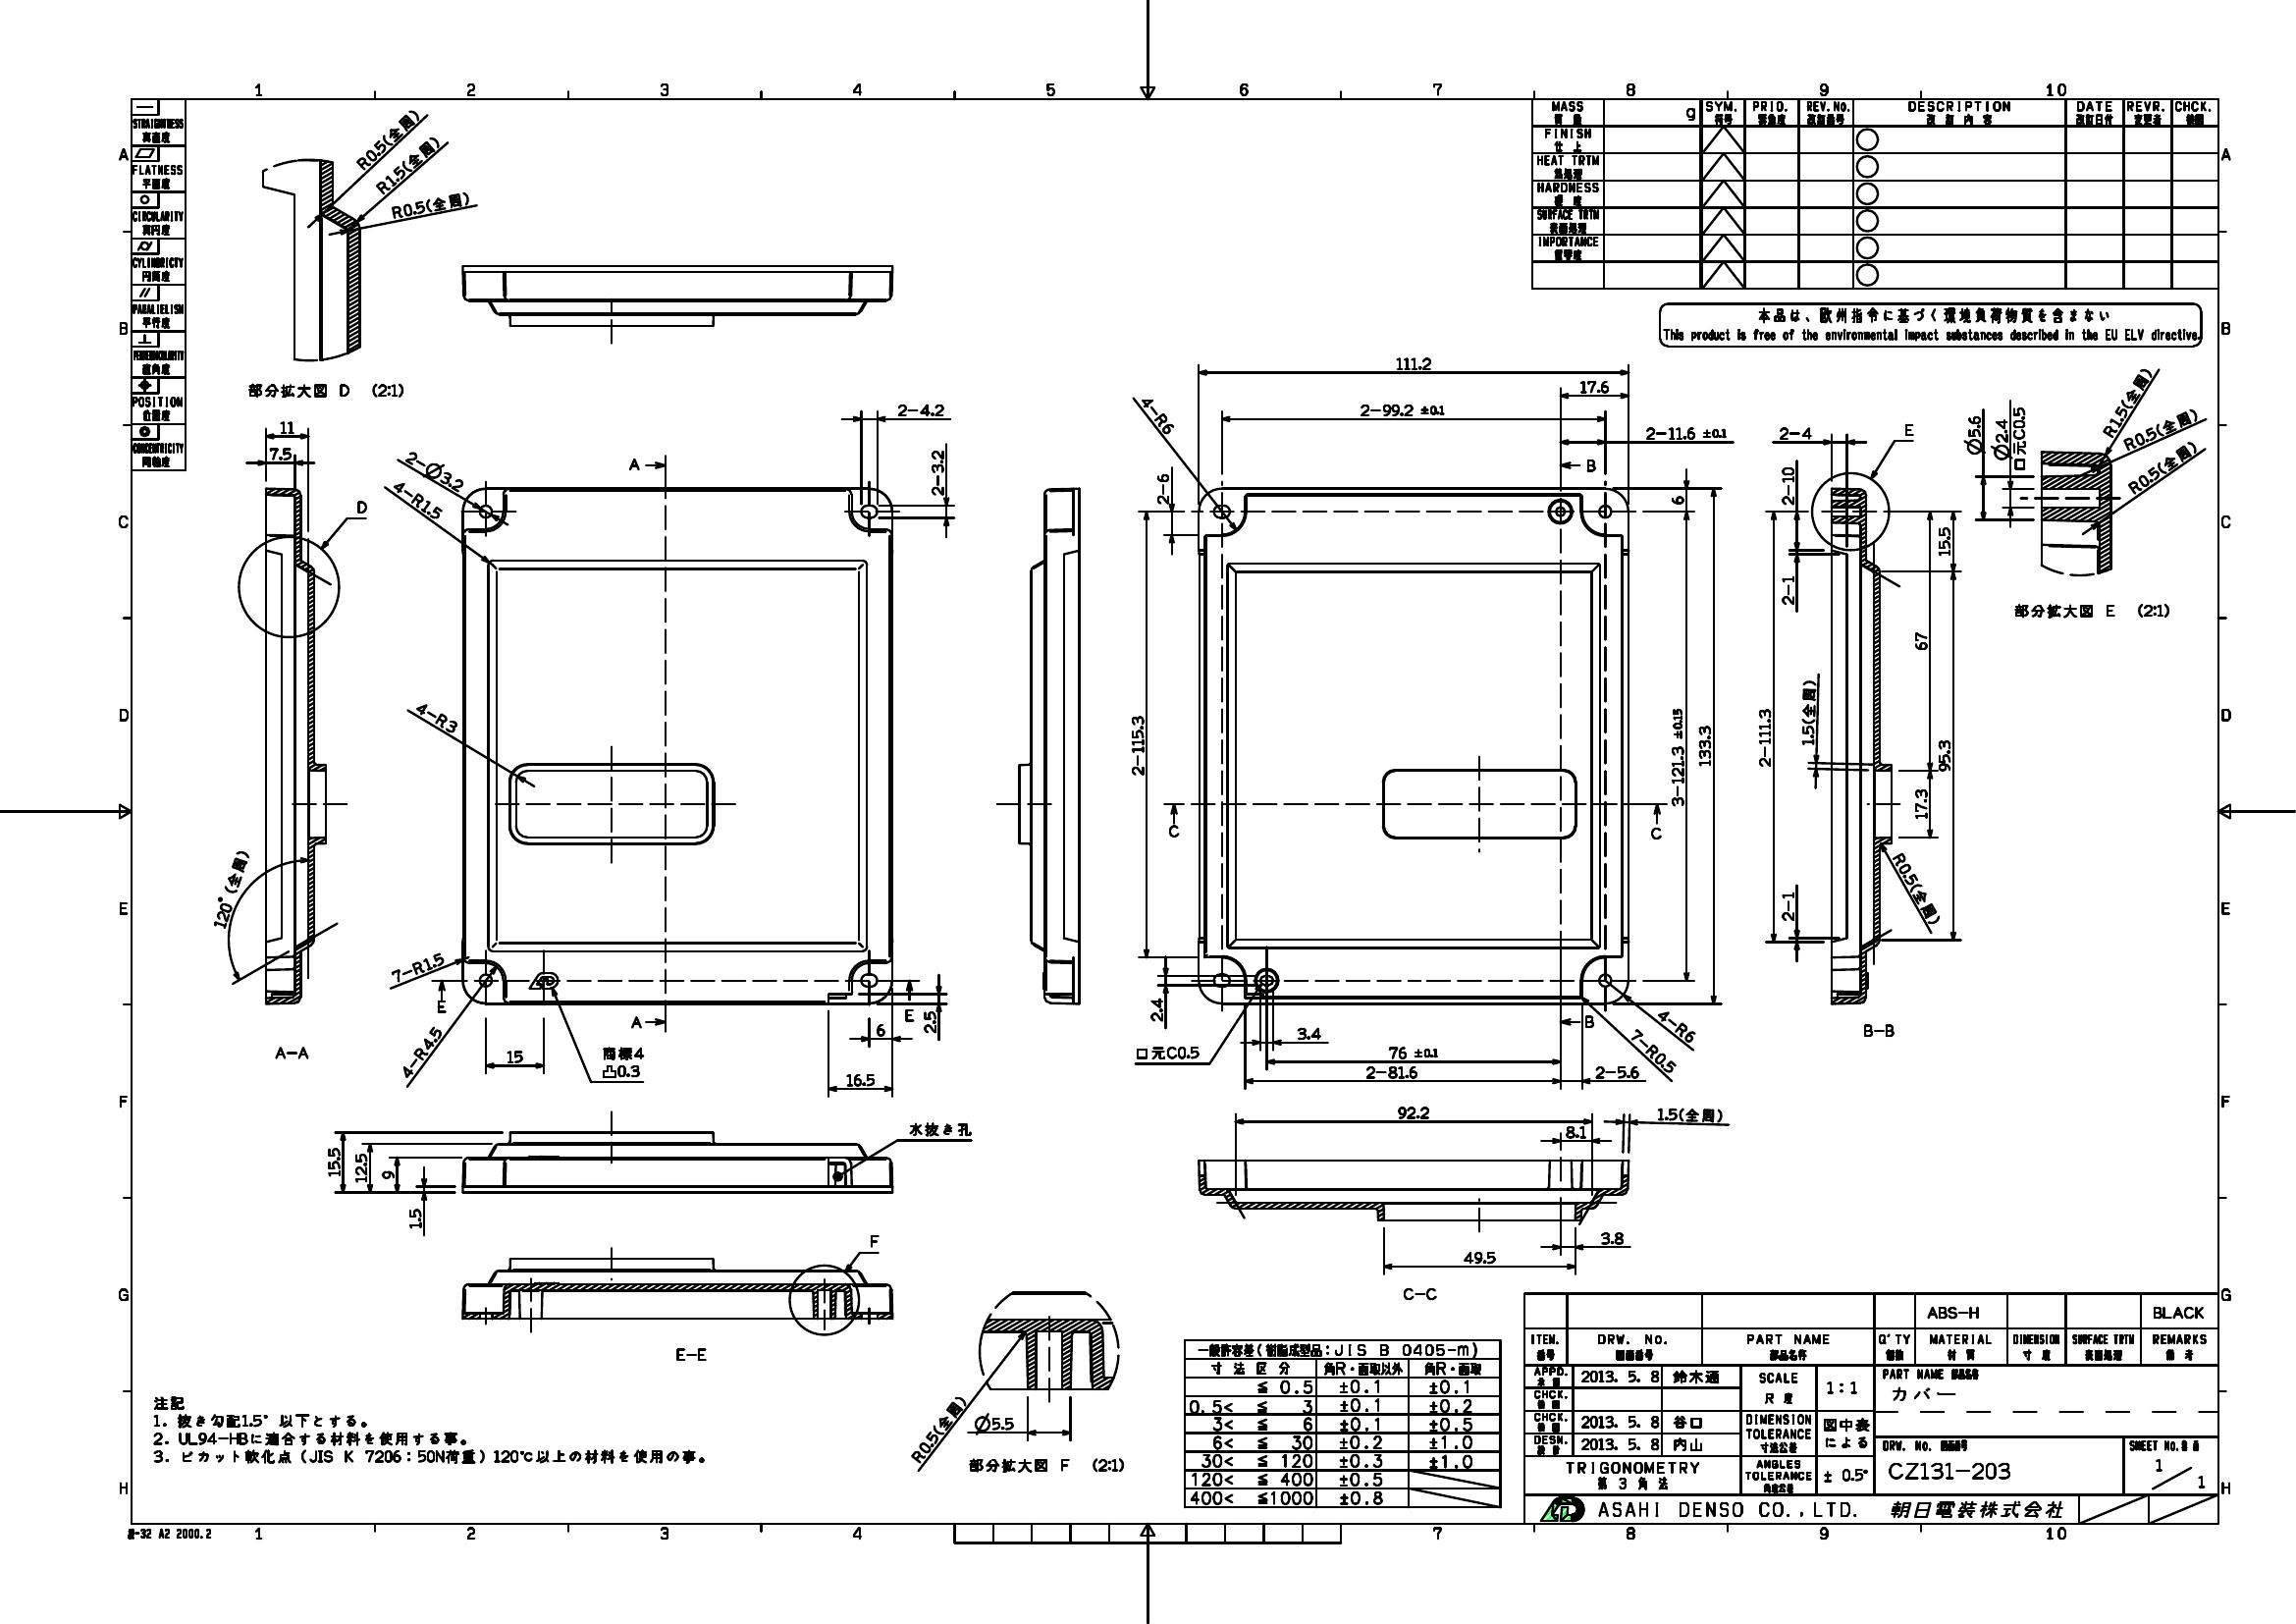 1 2 3 4 5 6 7 8 9 10
A
B
C
D
E
F
G
H
STRAIGHTNESS
真直度
FLATNESS
平面度
CIRCULARITY
真円度
CYLINDRICTY
円筒度
PARALIELISM
平行度
直角度
POSITION
位置度
CONCENTRICITY
同軸度
MASS
質量
g
SYM.
符号
PRID.
REV. No.
改訂番号
DESCRIPTION
改訂内容
DATE
改訂日付
REVR.
変更者
CHCK.
検図
FINISH
仕上
HEAT TRTM
熱処理
HARDNESS
硬度
SURFACE TRTM
表面処理
IMPORTANCE
重要度
本品は、欧州指令に基づく環境負荷物質を含まない
This product is free of the environmental impact substances described in the EU ELV directive.
R0.5(全周)
R1.5(全周)
R0.5(全周)
部分拡大図 D (2:1)
11
7.5
D
120°(全周)
A-A
2-Ø3.2
4-R1.5
A
2-4.2
2-3.2
4-R3
7-R1.5
E
4-R4.5
15
商標4
凸0.3
A
E
6
2.5
16.5
111.2
17.6
2-99.2 ±0.1
2-11.6 ±0.1
4-R6
2-6
B
6
2-115.3
3-121.3 ±0.15
133.3
C
C
2.4
口元C0.5
3.4
76 ±0.1
2-81.6
2-5.6
B
4-R6
7-R0.5
2-4
E
2-10
2-1
15.5
67
1.5(全周)
2-111.3
95.3
17.3
2-1
R0.5(全周)
B-B
Ø5.6
Ø2.4
口元C0.5
R1.5(全周)
R0.5(全周)
R0.5(全周)
部分拡大図 E (2:1)
15.5
12.5
9
1.5
水抜き孔
92.2
1.5(全周)
8.1
3.8
49.5
C-C
F
E-E
R0.5(全周)
Ø5.5
部分拡大図 F (2:1)
注記
1. 抜き勾配1.5°以下とする。
2. UL94-HBに適合する材料を使用する事。
3. ビカット軟化点(JIS K 7206:50N荷重)120℃以上の材料を使用の事。
一般許容差(樹脂成型品:JIS B 0405-m)
寸法区分 角R・面取以外 角R・面取
≦ 0.5 ±0.1 ±0.1
0.5< ≦ 3 ±0.1 ±0.2
3< ≦ 6 ±0.1 ±0.5
6< ≦ 30 ±0.2 ±1.0
30< ≦ 120 ±0.3 ±1.0
120< ≦ 400 ±0.5
400< ≦1000 ±0.8
ABS-H BLACK
ITEM. DRW. No. PART NAME Q'TY MATERIAL DIMENSION SURFACE TRTM REMARKS
番号 図面番号 部品名称 個数 材質 寸度 表面処理 備考
APPD.
承認
2013. 5. 8 鈴木通
CHCK.
検図
CHCK.
検図
2013. 5. 8 谷口
DESN.
設計
2013. 5. 8 内山
SCALE
尺度
1:1
DIMENSION
TOLERANCE
寸法公差
図中表
による
TRIGONOMETRY
第3角法
ANGLES
TOLERANCE
角度公差
± 0.5°
PART NAME 部品名称
カバー
DRW. No. 図面番号
CZ131-203
SHEET No.
1
1
ASAHI DENSO CO., LTD. 朝日電装株式会社
-32 A2 2000.2
1 2 3 4 7 8 9 10